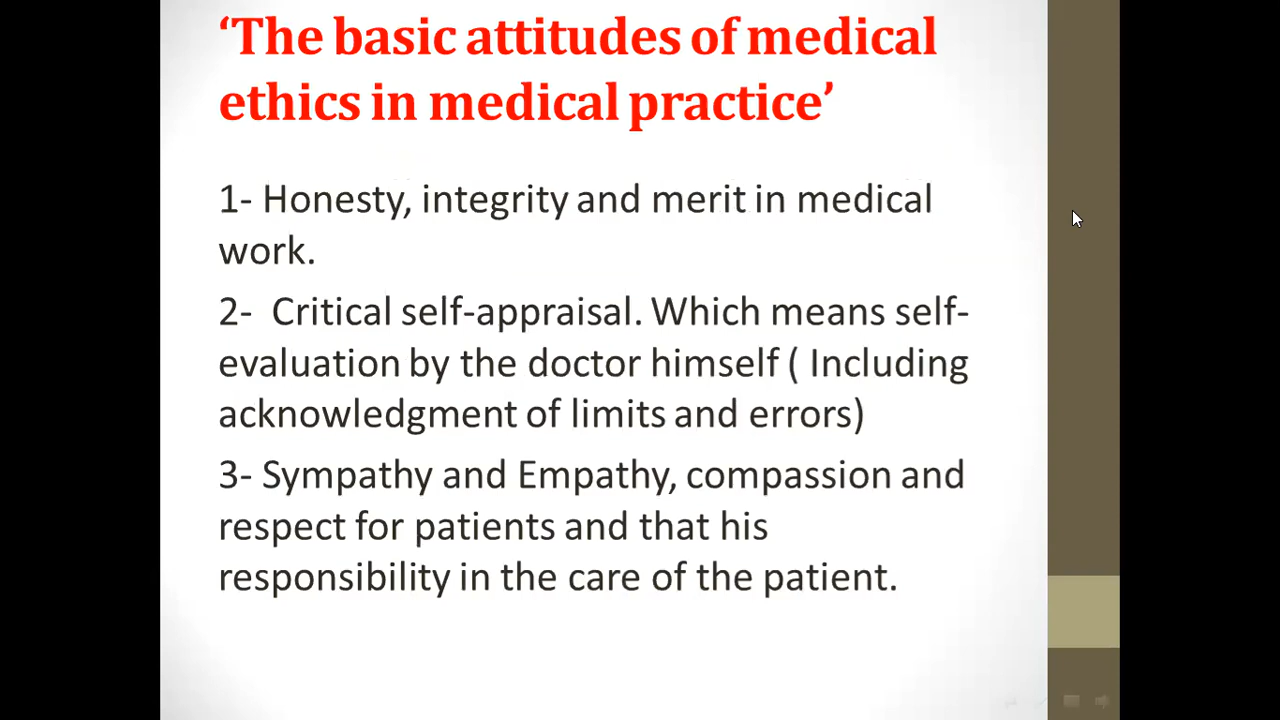 ‘The basic attitudes of medical
ethics in medical practice’
1- Honesty, integrity and merit in medical
work.
2-  Critical self-appraisal. Which means self-
evaluation by the doctor himself ( Including
acknowledgment of limits and errors)
3- Sympathy and Empathy, compassion and
respect for patients and that his
responsibility in the care of the patient.